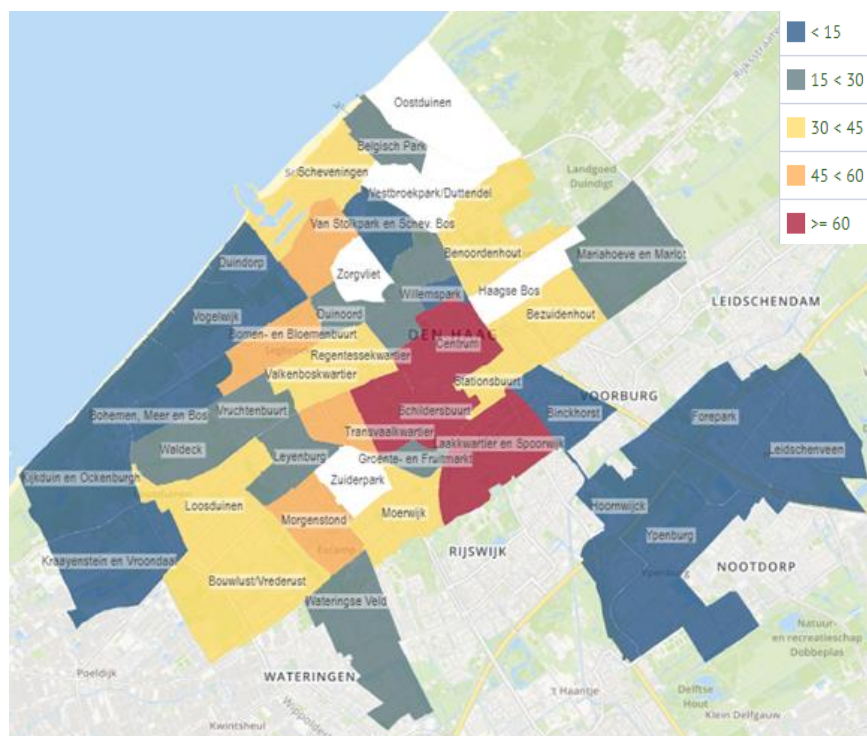 < 15
15 < 30
30 < 45
45 < 60
>= 60
Oostduinen
Belgisch Park
Scheveningen
Landgoed
Duindigt
Westbroekpark/Duttendel
Van Stolkpark en Schev. Bos
Benoordenhout
Mariahoeve en Marlot
Duindorp
Zorgvliet
Willemspark
Haagse Bos
LEIDSCHENDAM
Vogelwijk
Duinoord
Bezuidenhout
Bomen- en Bloemenbuurt
DEN HAAG
Centrum
Regentessekwartier
Valkenboskwartier
Stationsbuurt
VOORBURG
Bohemen, Meer en Bos
Vruchtenbuurt
Schildersbuurt
Binckhorst
Forepark
Transvaalkwartier
Laakkwartier en Spoorwijk
Waldeck
Leyenburg
Groente- en Fruitmarkt
Leidschenveen
Kijkduin en Ockenburgh
Zuiderpark
Loosduinen
Moerwijk
Hoornwijck
Morgenstond
Ypenburg
Kraayenstein en Vroondaal
RIJSWIJK
NOOTDORP
Bouwlust/Vrederust
Ypenburg
Wateringse Veld
Natuur-
en recreatieschap
Dobbeplas
Poeldijk
WATERINGEN
't Haantje
Delftse
Hout
Klein Delfgauw
Kwintsheul